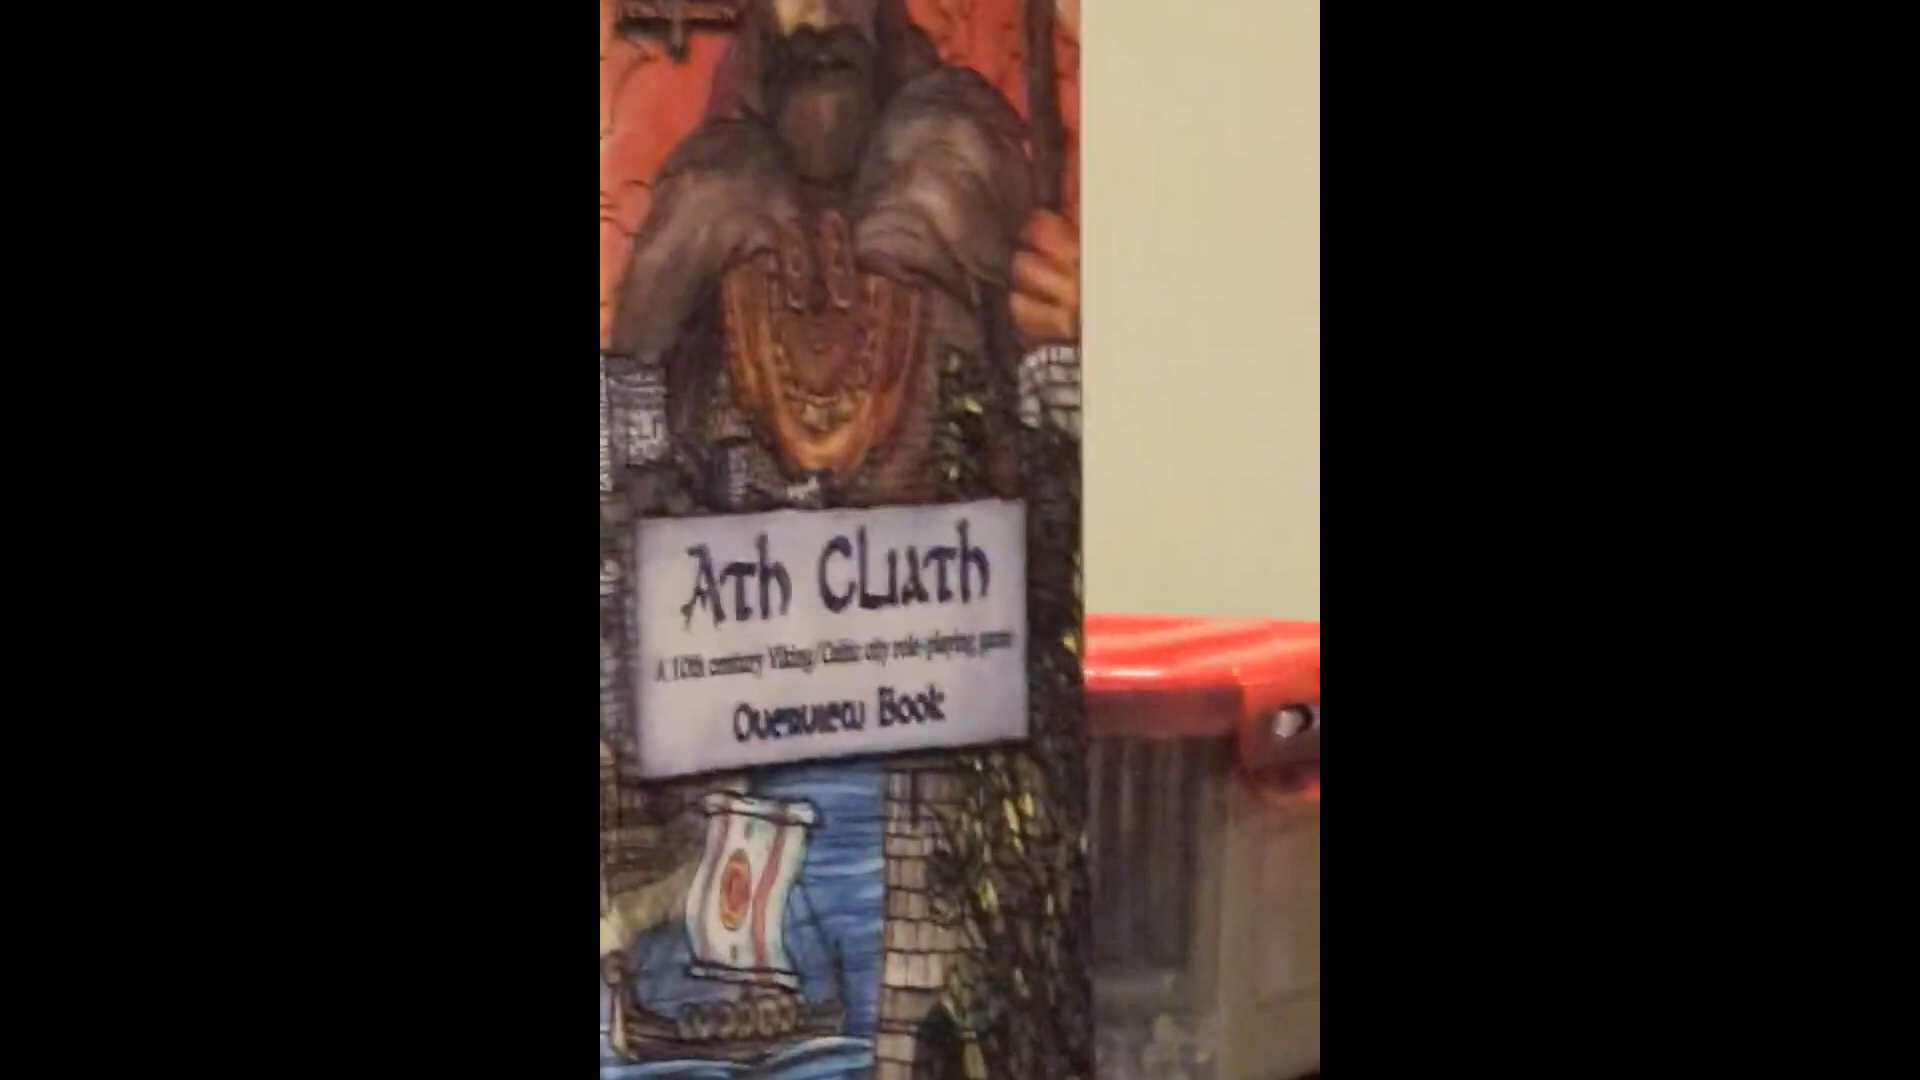 Ath Cliath
A 10th century Viking/Celtic city role-playing game
Overview Book